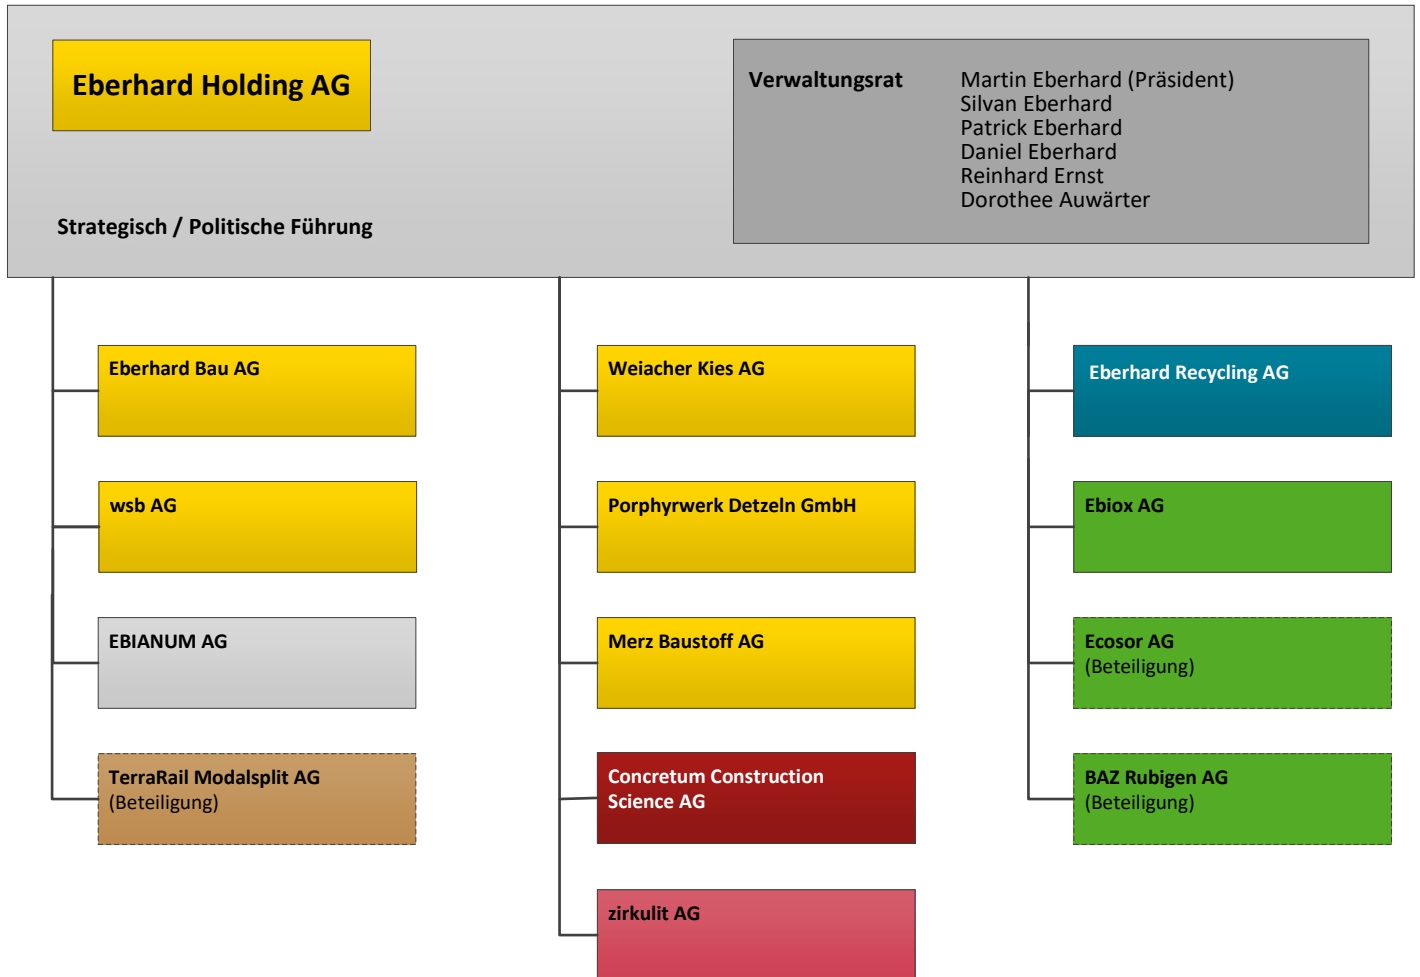 Eberhard Holding AG
Strategisch / Politische Führung
Verwaltungsrat
Martin Eberhard (Präsident)
Silvan Eberhard
Patrick Eberhard
Daniel Eberhard
Reinhard Ernst
Dorothee Auwärter
Eberhard Bau AG
wsb AG
EBIANUM AG
TerraRail Modalsplit AG
(Beteiligung)
Weiacher Kies AG
Porphyrwerk Detzeln GmbH
Merz Baustoff AG
Concretum Construction
Science AG
zirkulit AG
Eberhard Recycling AG
Ebiox AG
Ecosor AG
(Beteiligung)
BAZ Rubigen AG
(Beteiligung)